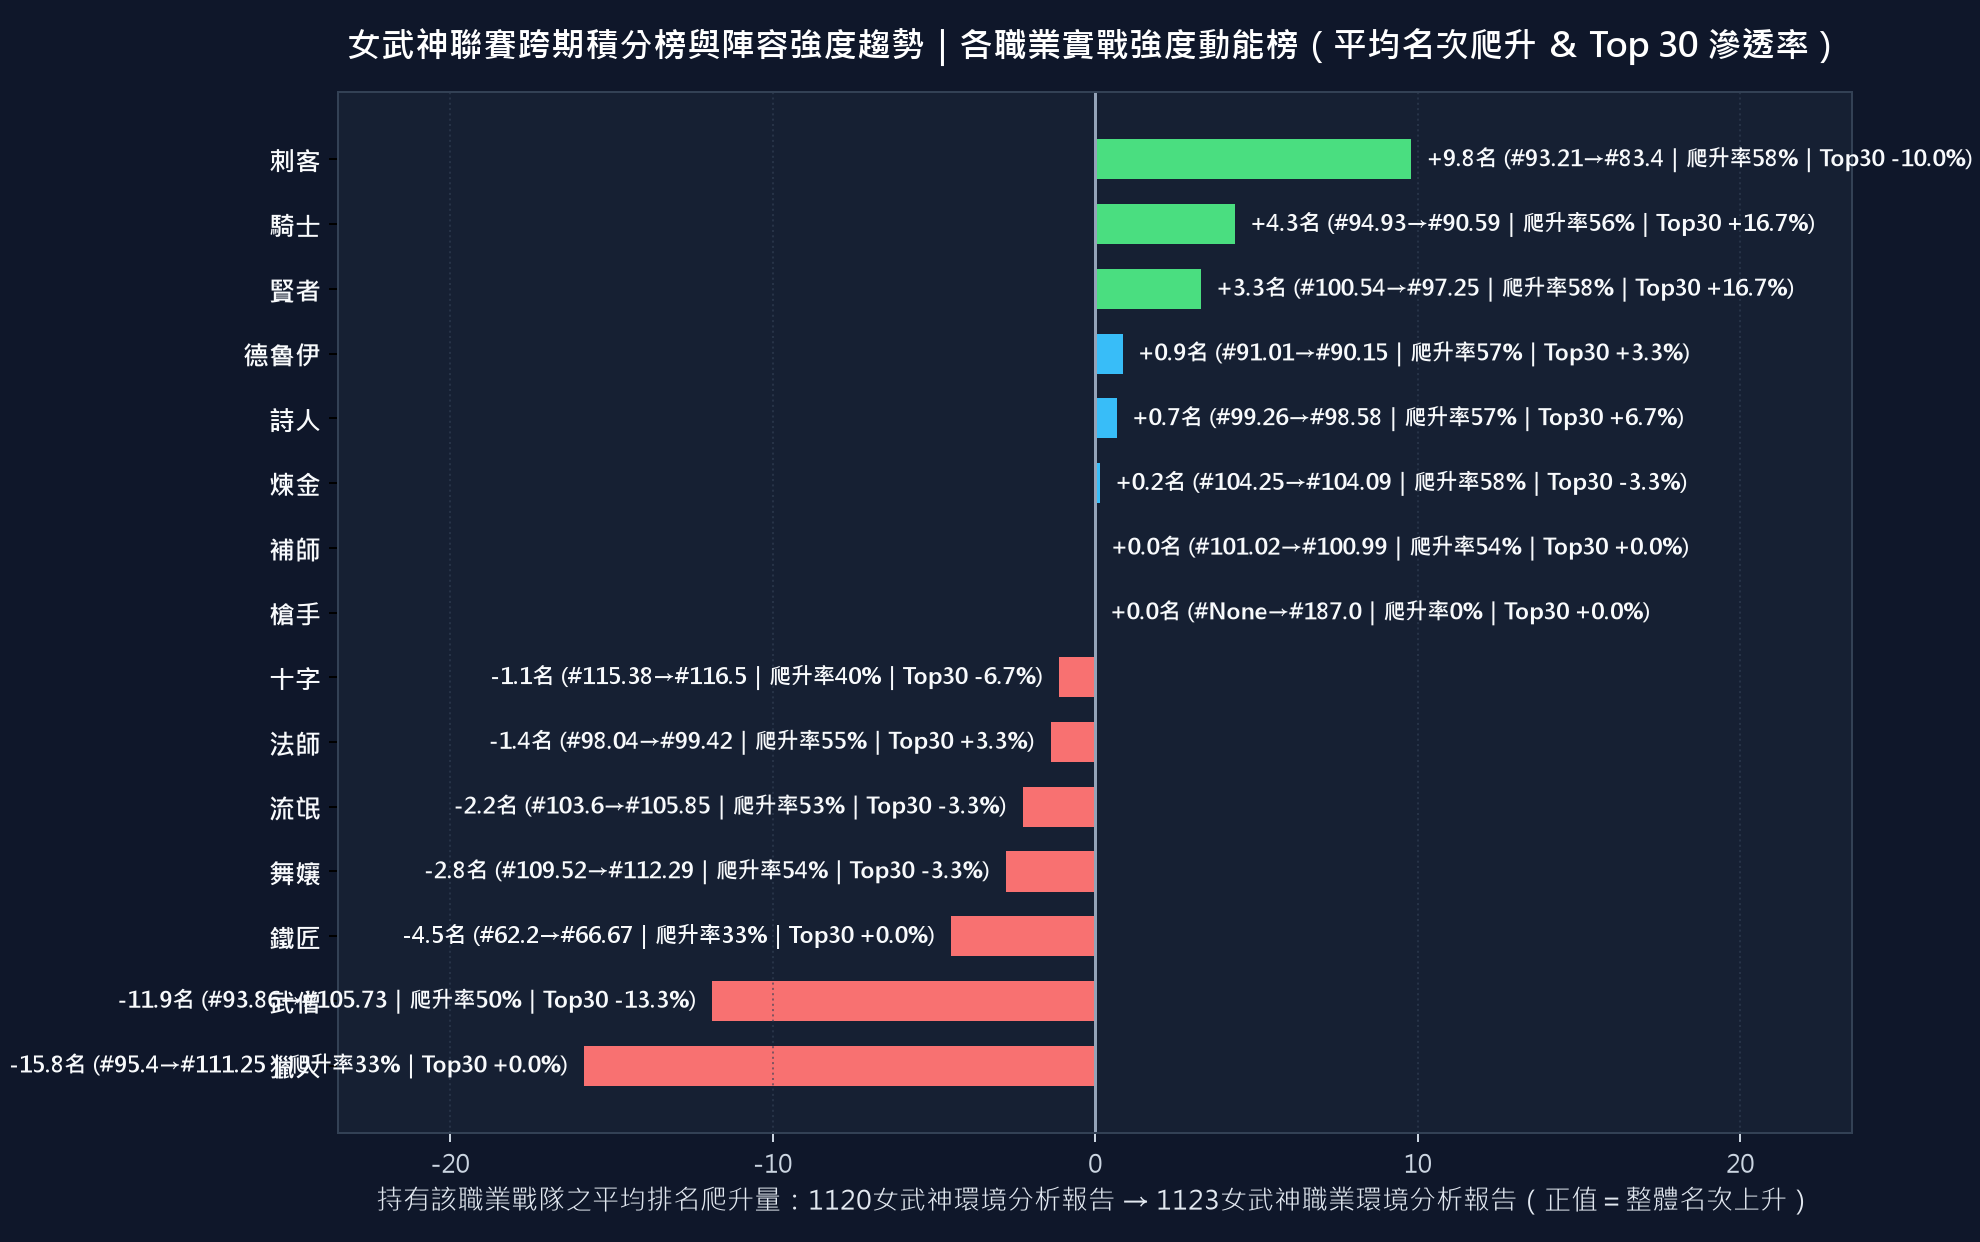 女武神聯賽跨期積分榜與陣容強度趨勢 | 各職業實戰強度動能榜 ( 平均名次爬升 & Top 30 滲透率 )
刺客 +9.8名 (#93.21→#83.4 | 爬升率58% | Top30 -10.0%)
騎士 +4.3名 (#94.93→#90.59 | 爬升率56% | Top30 +16.7%)
賢者 +3.3名 (#100.54→#97.25 | 爬升率58% | Top30 +16.7%)
德魯伊 +0.9名 (#91.01→#90.15 | 爬升率57% | Top30 +3.3%)
詩人 +0.7名 (#99.26→#98.58 | 爬升率57% | Top30 +6.7%)
煉金 +0.2名 (#104.25→#104.09 | 爬升率58% | Top30 -3.3%)
補師 +0.0名 (#101.02→#100.99 | 爬升率54% | Top30 +0.0%)
槍手 +0.0名 (#None→#187.0 | 爬升率0% | Top30 +0.0%)
十字 -1.1名 (#115.38→#116.5 | 爬升率40% | Top30 -6.7%)
法師 -1.4名 (#98.04→#99.42 | 爬升率55% | Top30 +3.3%)
流氓 -2.2名 (#103.6→#105.85 | 爬升率53% | Top30 -3.3%)
舞孃 -2.8名 (#109.52→#112.29 | 爬升率54% | Top30 -3.3%)
鐵匠 -4.5名 (#62.2→#66.67 | 爬升率33% | Top30 +0.0%)
武僧 -11.9名 (#93.86→#105.73 | 爬升率50% | Top30 -13.3%)
獵人 -15.8名 (#95.4→#111.25 | 爬升率33% | Top30 +0.0%)
-20 -10 0 10 20
持有該職業戰隊之平均排名爬升量 : 1120女武神環境分析報告 → 1123女武神職業環境分析報告 ( 正值 = 整體名次上升 )